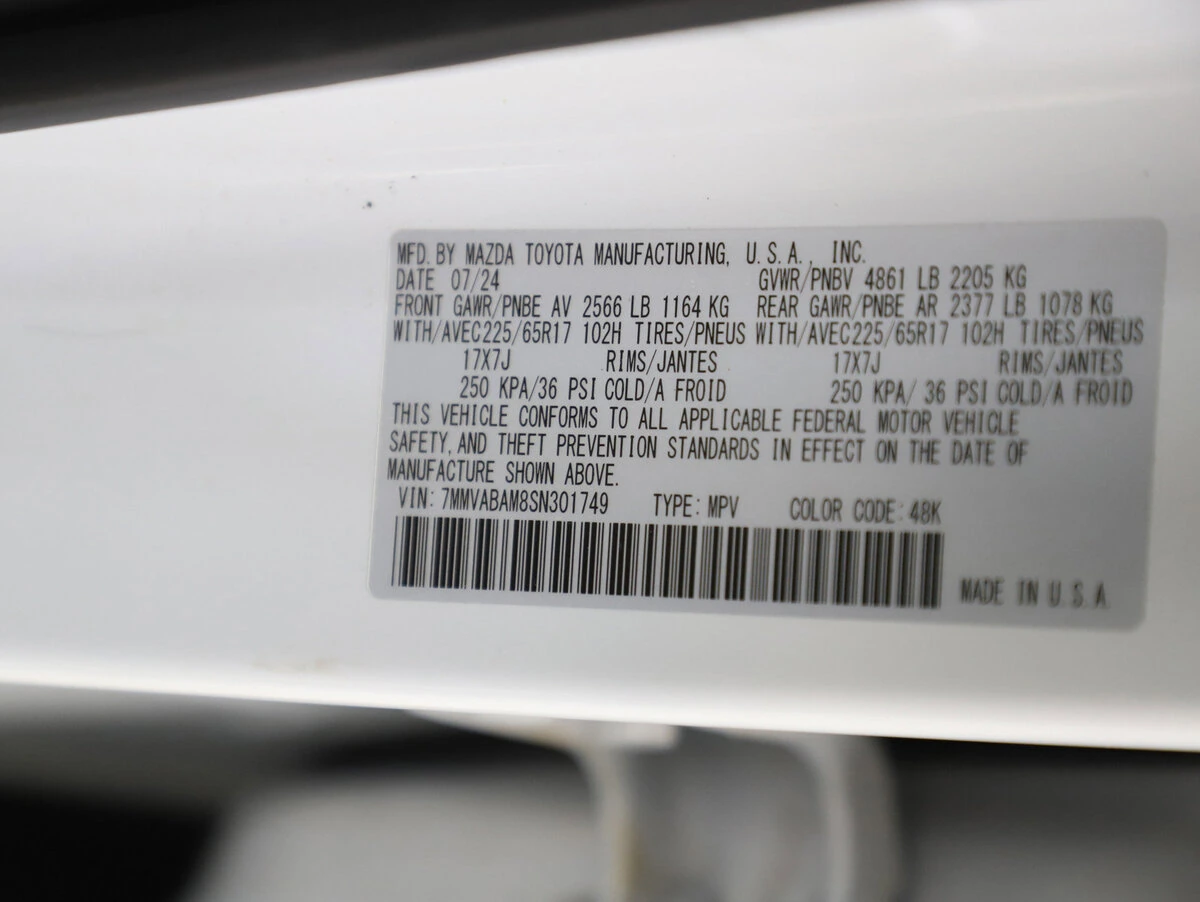 MFD. BY MAZDA TOYOTA MANUFACTURING, U.S.A., INC.
DATE 07/24 GVWR/PNBV 4861 LB 2205 KG
FRONT GAWR/PNBE AV 2566 LB 1164 KG REAR GAWR/PNBE AR 2377 LB 1078 KG
WITH/AVEC225/65R17 102H TIRES/PNEUS WITH/AVEC225/65R17 102H TIRES/PNEUS
17X7J RIMS/JANTES 17X7J RIMS/JANTES
250 KPA/36 PSI COLD/A FROID 250 KPA/ 36 PSI COLD/A FROID
THIS VEHICLE CONFORMS TO ALL APPLICABLE FEDERAL MOTOR VEHICLE
SAFETY, AND THEFT PREVENTION STANDARDS IN EFFECT ON THE DATE OF
MANUFACTURE SHOWN ABOVE.
VIN: 7MMVABAM8SN301749 TYPE: MPV COLOR CODE: 48K
MADE IN U.S.A.